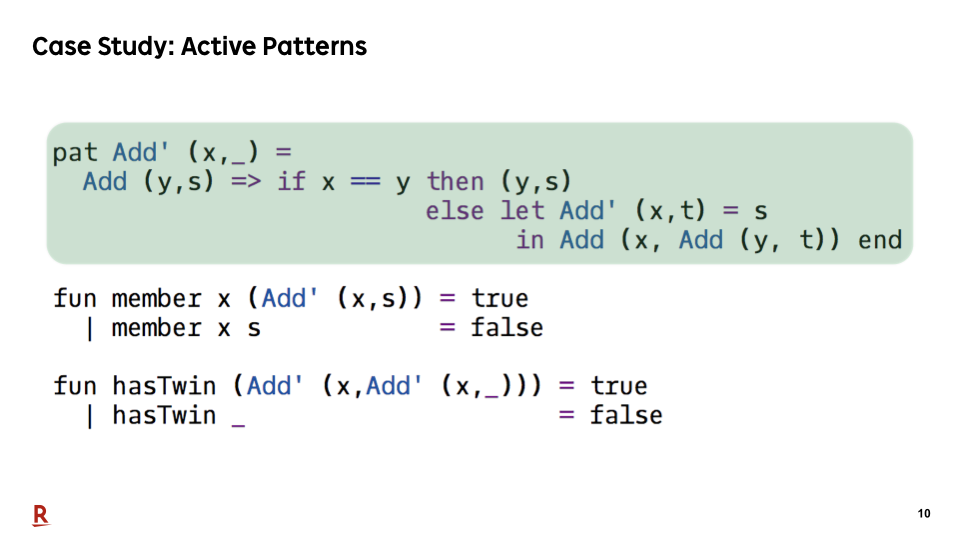 Case Study: Active Patterns
pat Add' (x,_) =
Add (y,s) => if x == y then (y,s)
else let Add' (x,t) = s
in Add (x, Add (y, t)) end
fun member x (Add' (x,s)) = true
| member x s = false
fun hasTwin (Add' (x,Add' (x,_))) = true
| hasTwin _ = false
R
10